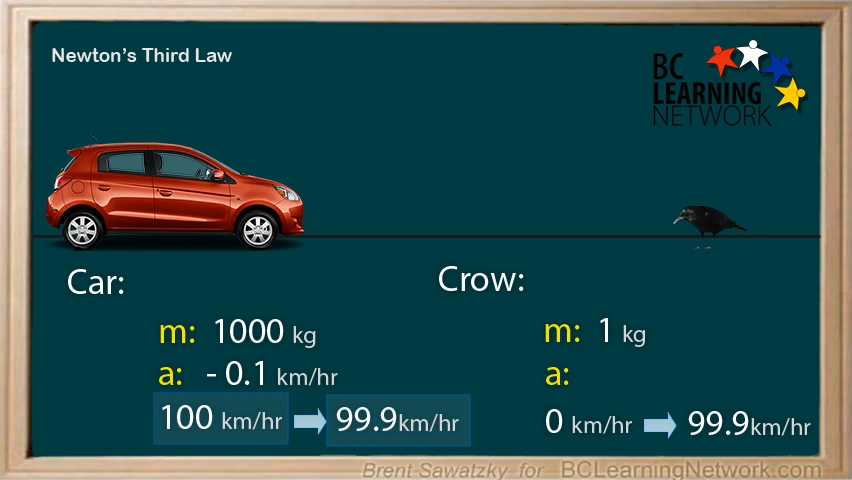 Newton's Third Law
BC
LEARNING
NETWORK
Car:
m: 1000 kg
a: - 0.1 km/hr
100 km/hr 99.9km/hr
Crow:
m: 1 kg
a:
0 km/hr 99.9km/hr
Brent Sawatzky for BCLearningNetwork.com